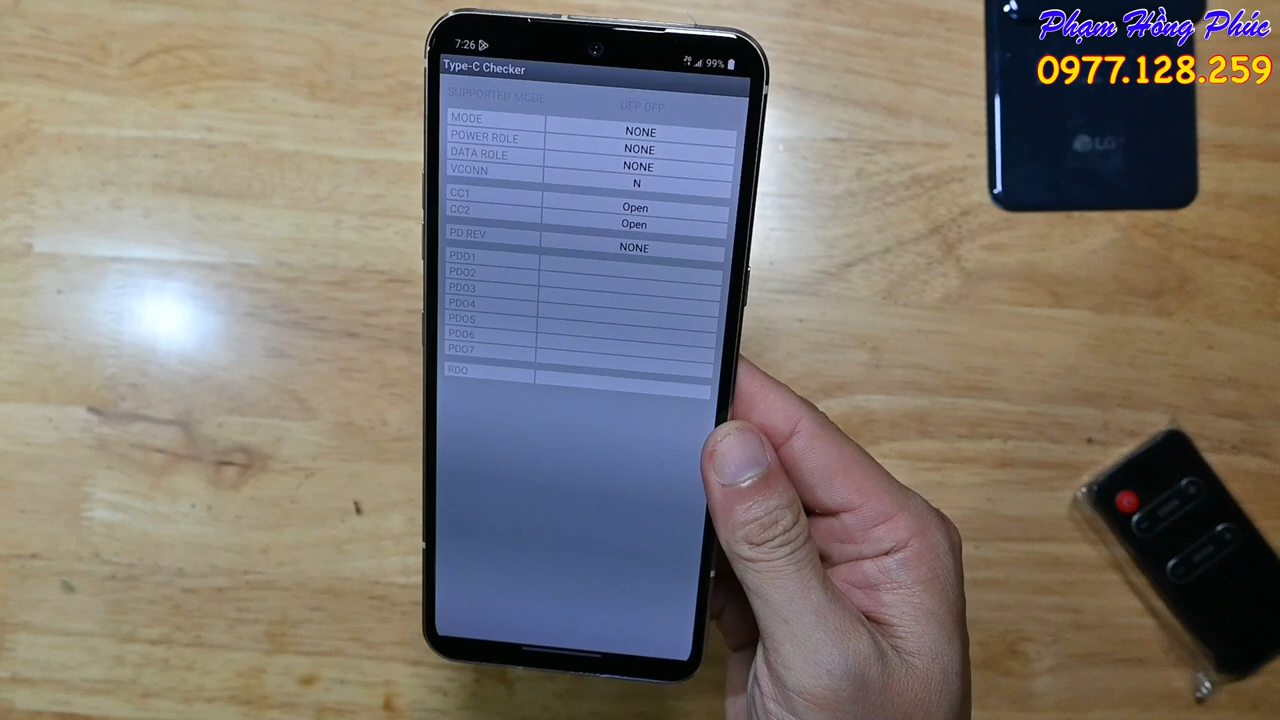 Phạm Hồng Phúc
0977.128.259
7:26
99%
Type-C Checker
SUPPORTED MODE UFP DFP
MODE NONE
POWER ROLE NONE
DATA ROLE NONE
VCONN N
CC1 Open
CC2 Open
PD REV NONE
PDO1
PDO2
PDO3
PDO4
PDO5
PDO6
PDO7
RDO
LG